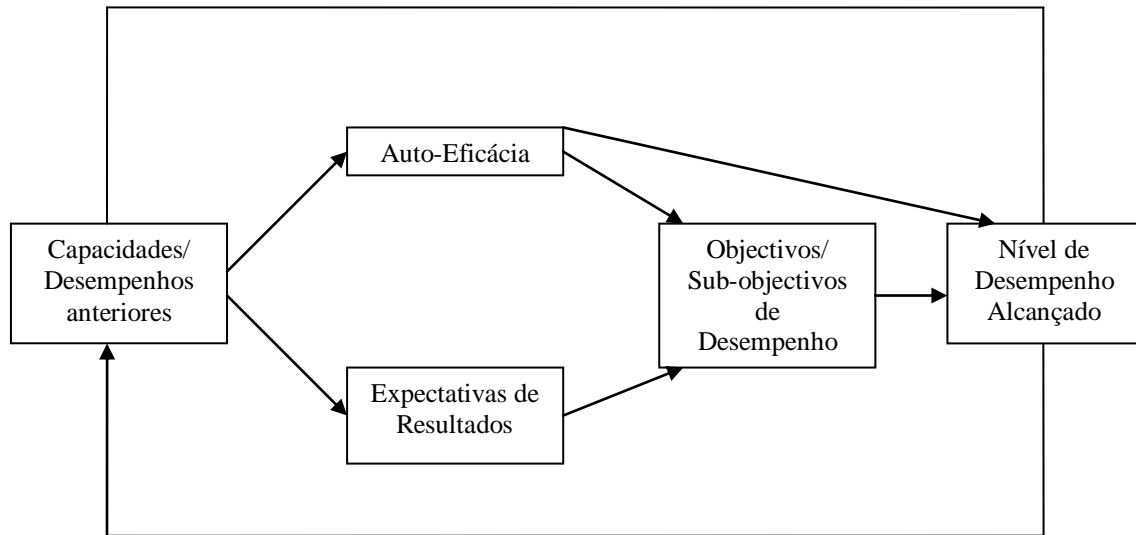 Auto-Eficácia
Capacidades/
Desempenhos
anteriores
Objectivos/
Sub-objectivos
de
Desempenho
Nível de
Desempenho
Alcançado
Expectativas de
Resultados